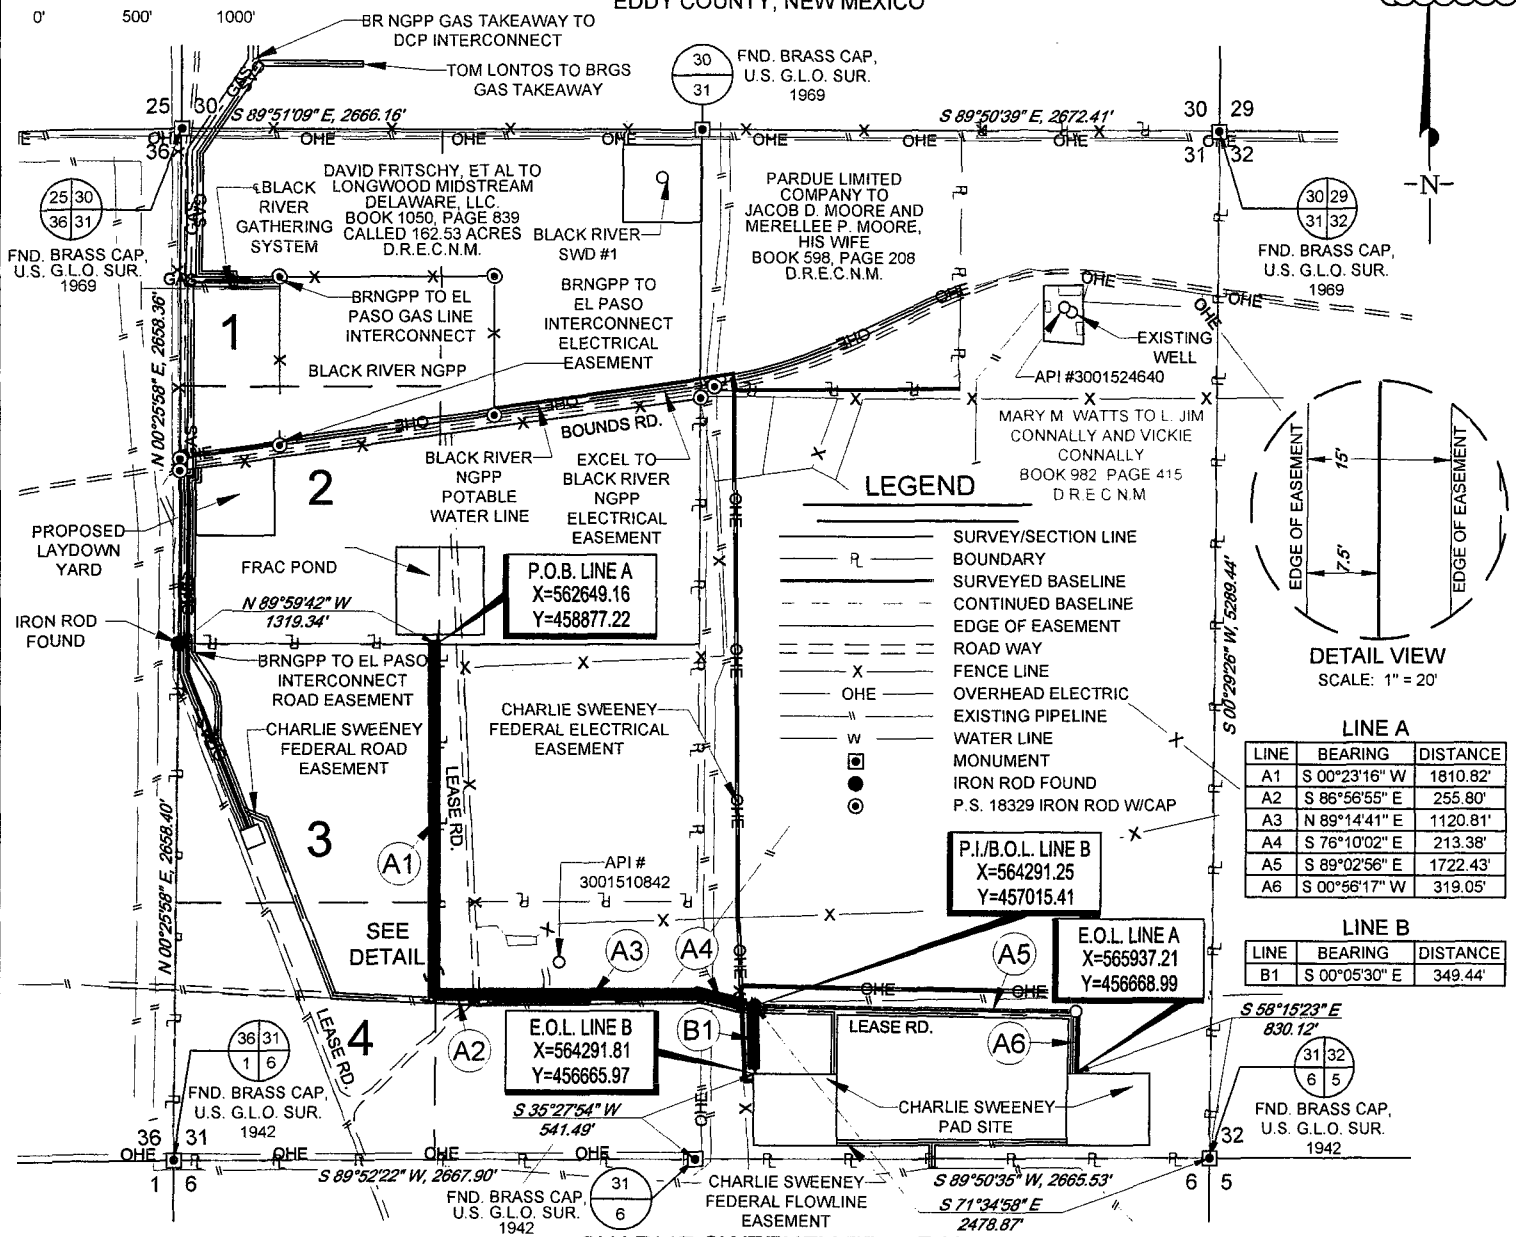 EDDY COUNTY, NEW MEXICO
0' 500' 1000'
BR NGPP GAS TAKEAWAY TO
DCP INTERCONNECT
TOM LONTOS TO BRGS
GAS TAKEAWAY
30
31
FND. BRASS CAP,
U.S. G.L.O. SUR.
1969
25 30
36
S 89°51'09" E, 2666.16'
S 89°50'39" E, 2672.41'
30 29
31 32
-N-
25 30
36 31
FND. BRASS CAP,
U.S. G.L.O. SUR.
1969
BLACK
RIVER
GATHERING
SYSTEM
DAVID FRITSCHY, ET AL TO
LONGWOOD MIDSTREAM
DELAWARE, LLC.
BOOK 1050, PAGE 839
CALLED 162.53 ACRES
D.R.E.C.N.M.
BLACK RIVER
SWD #1
PARDUE LIMITED
COMPANY TO
JACOB D. MOORE AND
MERELLEE P. MOORE,
HIS WIFE
BOOK 598, PAGE 208
D.R.E.C.N.M.
30 29
31 32
FND. BRASS CAP,
U.S. G.L.O. SUR.
1969
BRNGPP TO EL
PASO GAS LINE
INTERCONNECT
BRNGPP TO
EL PASO
INTERCONNECT
ELECTRICAL
EASEMENT
1
BLACK RIVER NGPP
N 00°25'58" E, 2658.36'
EXISTING
WELL
API #3001524640
BOUNDS RD.
MARY M. WATTS TO L. JIM
CONNALLY AND VICKIE
CONNALLY
BOOK 982 PAGE 415
D R.E C N.M
2
BLACK RIVER
NGPP
POTABLE
WATER LINE
EXCEL TO
BLACK RIVER
NGPP
ELECTRICAL
EASEMENT
PROPOSED
LAYDOWN
YARD
FRAC POND
P.O.B. LINE A
X=562649.16
Y=458877.22
N 89°59'42" W
1319.34'
IRON ROD
FOUND
LEGEND
SURVEY/SECTION LINE
PL BOUNDARY
SURVEYED BASELINE
CONTINUED BASELINE
EDGE OF EASEMENT
ROAD WAY
X FENCE LINE
OHE OVERHEAD ELECTRIC
EXISTING PIPELINE
W WATER LINE
MONUMENT
IRON ROD FOUND
P.S. 18329 IRON ROD W/CAP
EDGE OF EASEMENT
15'
7.5'
EDGE OF EASEMENT
DETAIL VIEW
SCALE: 1" = 20'
S 00°29'26" W, 5289.44'
BRNGPP TO EL PASO
INTERCONNECT
ROAD EASEMENT
CHARLIE SWEENEY
FEDERAL ROAD
EASEMENT
CHARLIE SWEENEY
FEDERAL ELECTRICAL
EASEMENT
LEASE RD.
LINE A
LINE BEARING DISTANCE
A1 S 00°23'16" W 1810.82'
A2 S 86°56'55" E 255.80'
A3 N 89°14'41" E 1120.81'
A4 S 76°10'02" E 213.38'
A5 S 89°02'56" E 1722.43'
A6 S 00°56'17" W 319.05'
LINE B
LINE BEARING DISTANCE
B1 S 00°05'30" E 349.44'
3
A1
API #
3001510842
N 00°25'58" E, 2658.40'
P.I./B.O.L. LINE B
X=564291.25
Y=457015.41
SEE
DETAIL
A3
A4
A5
E.O.L. LINE A
X=565937.21
Y=456668.99
LEASE RD.
4
A2
E.O.L. LINE B
X=564291.81
Y=456665.97
B1
LEASE RD.
A6
S 58°15'23" E
830.12'
36 31
1 6
FND. BRASS CAP,
U.S. G.L.O. SUR.
1942
S 35°27'54" W
541.49'
CHARLIE SWEENEY
PAD SITE
31 32
6 5
FND. BRASS CAP,
U.S. G.L.O. SUR.
1942
36 31
1 6
S 89°52'22" W, 2667.90'
FND. BRASS CAP,
U.S. G.L.O. SUR.
1942
31
6
CHARLIE SWEENEY
FEDERAL FLOWLINE
EASEMENT
S 89°50'35" W, 2665.53'
S 71°34'58" E
2478.87'
32
6 5